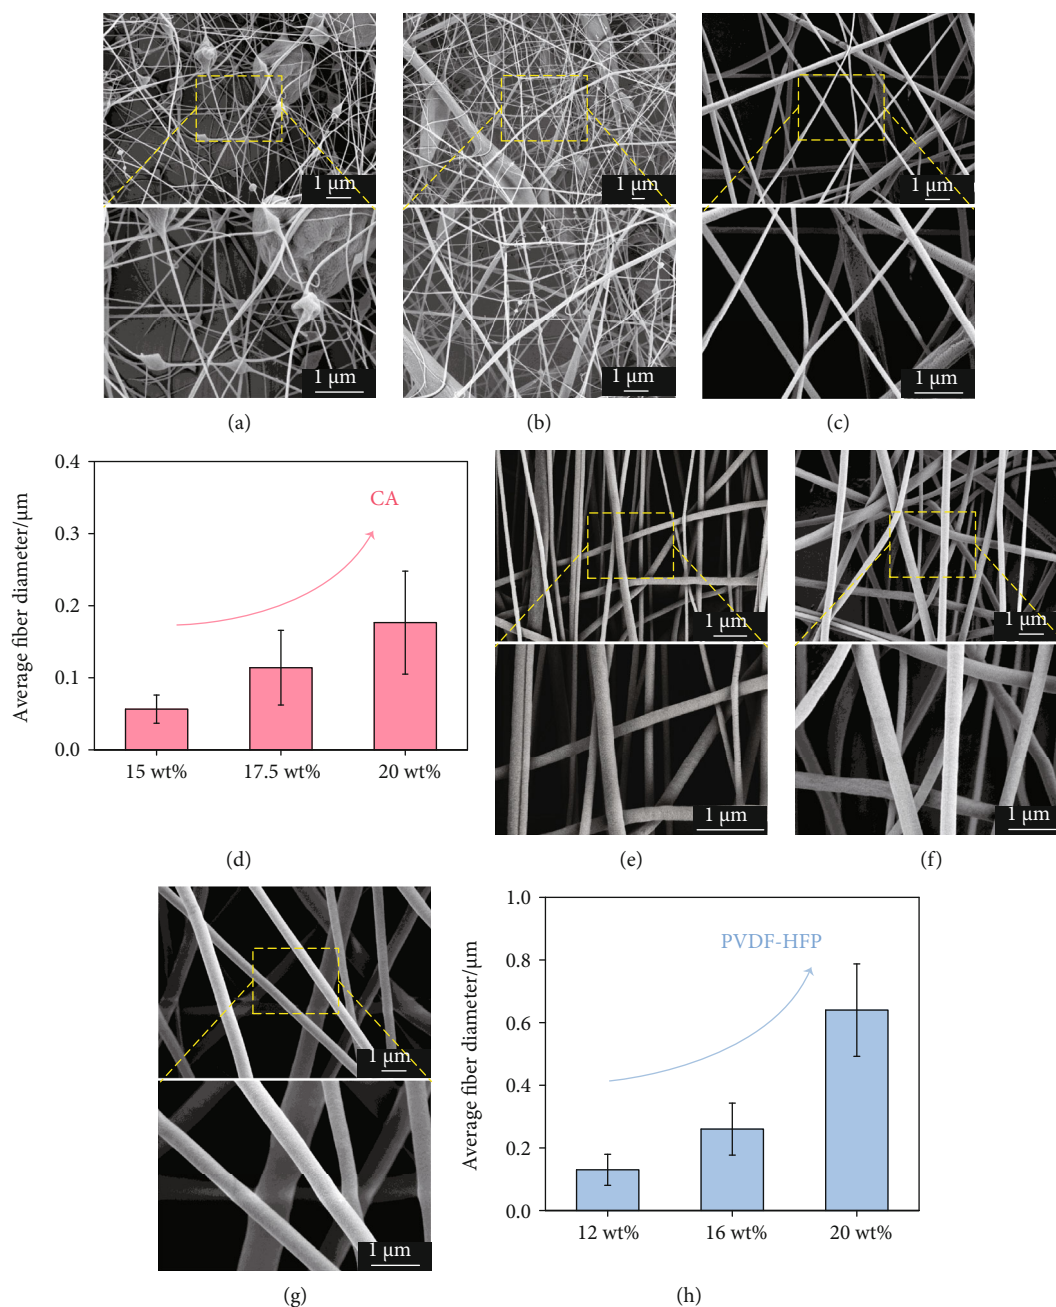 1 μm
1 μm
1 μm
1 μm
1 μm
1 μm
(a)
(b)
(c)
0.4
0.3
0.2
0.1
0.0
Average fiber diameter/μm
CA
15 wt%
17.5 wt%
20 wt%
(d)
1 μm
1 μm
1 μm
1 μm
(e)
(f)
1 μm
1 μm
(g)
1.0
0.8
0.6
0.4
0.2
0.0
Average fiber diameter/μm
PVDF-HFP
12 wt%
16 wt%
20 wt%
(h)